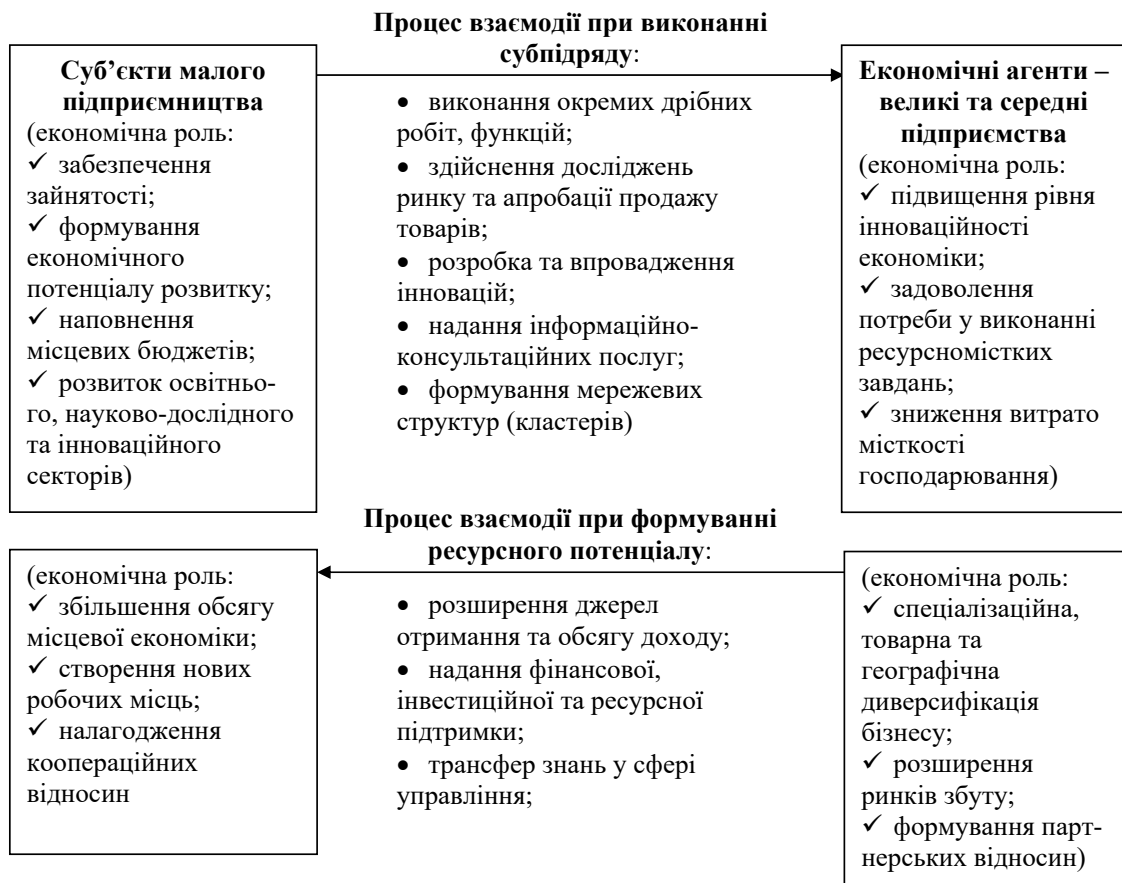 Процес взаємодії при виконанні
субпідряду:
Суб’єкти малого
підприємництва
(економічна роль:
✓ забезпечення
зайнятості;
✓ формування
економічного
потенціалу розвитку;
✓ наповнення
місцевих бюджетів;
✓ розвиток освітньо-
го, науково-дослідного
та інноваційного
секторів)
• виконання окремих дрібних
робіт, функцій;
• здійснення досліджень
ринку та апробації продажу
товарів;
• розробка та впровадження
інновацій;
• надання інформаційно-
консультаційних послуг;
• формування мережевих
структур (кластерів)
Економічні агенти –
великі та середні
підприємства
(економічна роль:
✓ підвищення рівня
інноваційності
економіки;
✓ задоволення
потреби у виконанні
ресурсномістких
завдань;
✓ зниження витрато
місткості
господарювання)
Процес взаємодії при формуванні
ресурсного потенціалу:
(економічна роль:
✓ збільшення обсягу
місцевої економіки;
✓ створення нових
робочих місць;
✓ налагодження
коопераційних
відносин
• розширення джерел
отримання та обсягу доходу;
• надання фінансової,
інвестиційної та ресурсної
підтримки;
• трансфер знань у сфері
управління;
(економічна роль:
✓ спеціалізаційна,
товарна та
географічна
диверсифікація
бізнесу;
✓ розширення
ринків збуту;
✓ формування парт-
нерських відносин)